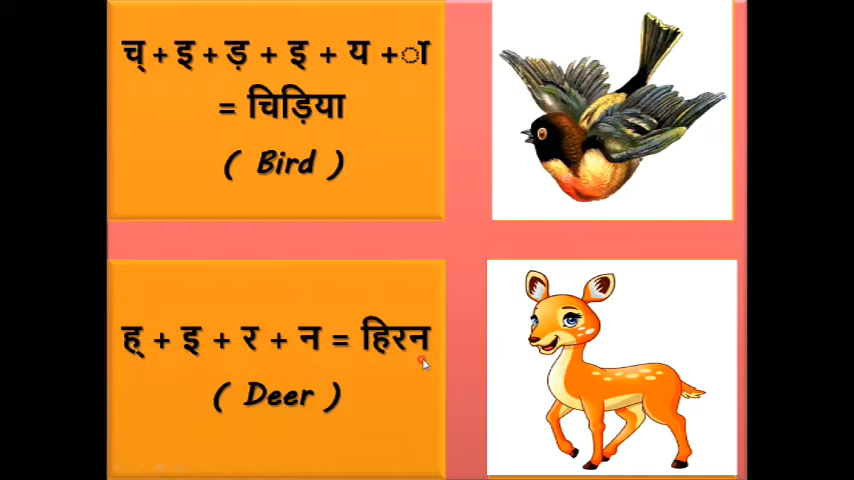 च् + इ + ड़ + इ + य + ा
= चिड़िया
( Bird )
ह् + इ + र + न = हिरन
( Deer )